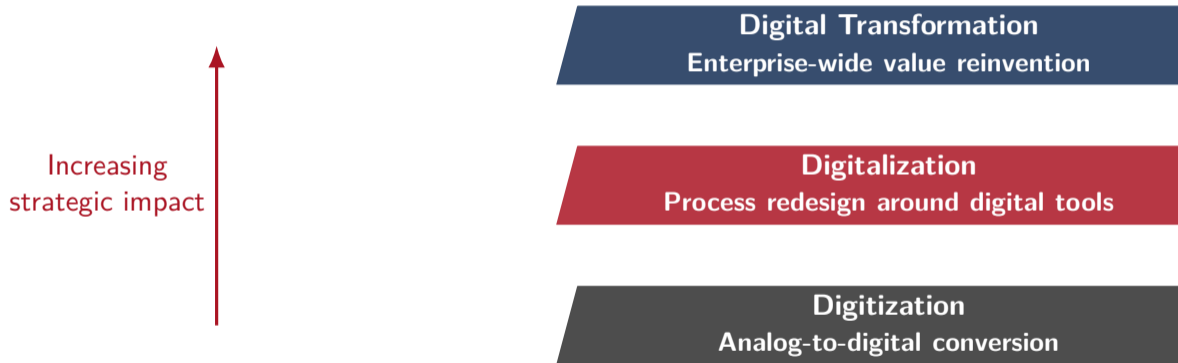 Digital Transformation
Enterprise-wide value reinvention
Increasing
strategic impact
Digitalization
Process redesign around digital tools
Digitization
Analog-to-digital conversion